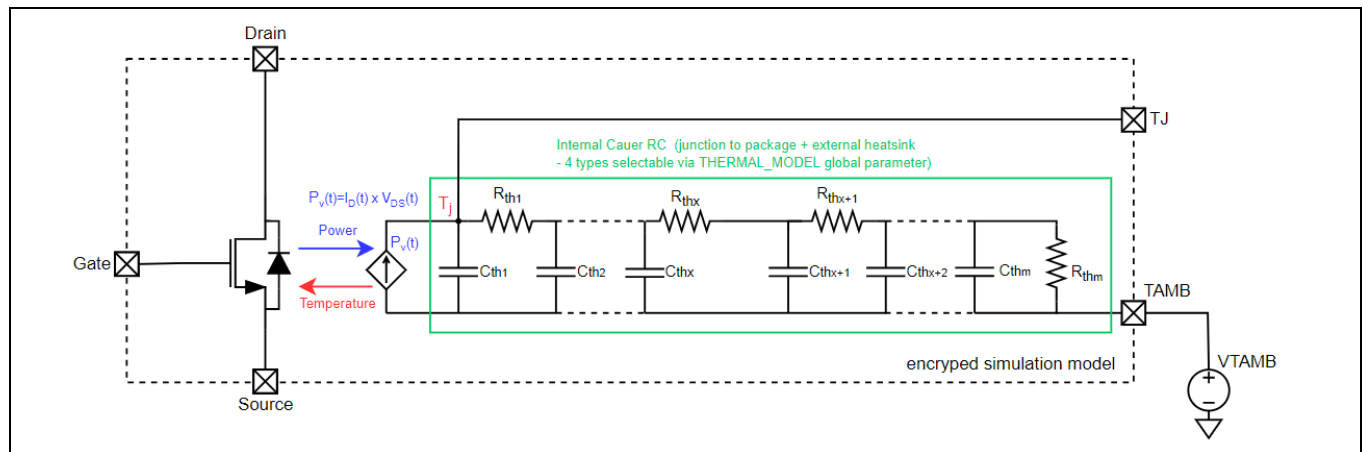 Drain
TJ
Internal Cauer RC (junction to package + external heatsink
- 4 types selectable via THERMAL_MODEL global parameter)
Pv(t)=ID(t) x VDS(t)
Tj
Rth1
Rthx
Rthx+1
Power
Pv(t)
Gate
Cth1
Cth2
Cthx
Cthx+1
Cthx+2
Cthm
Rthm
Temperature
TAMB
encryped simulation model
VTAMB
+
−
Source